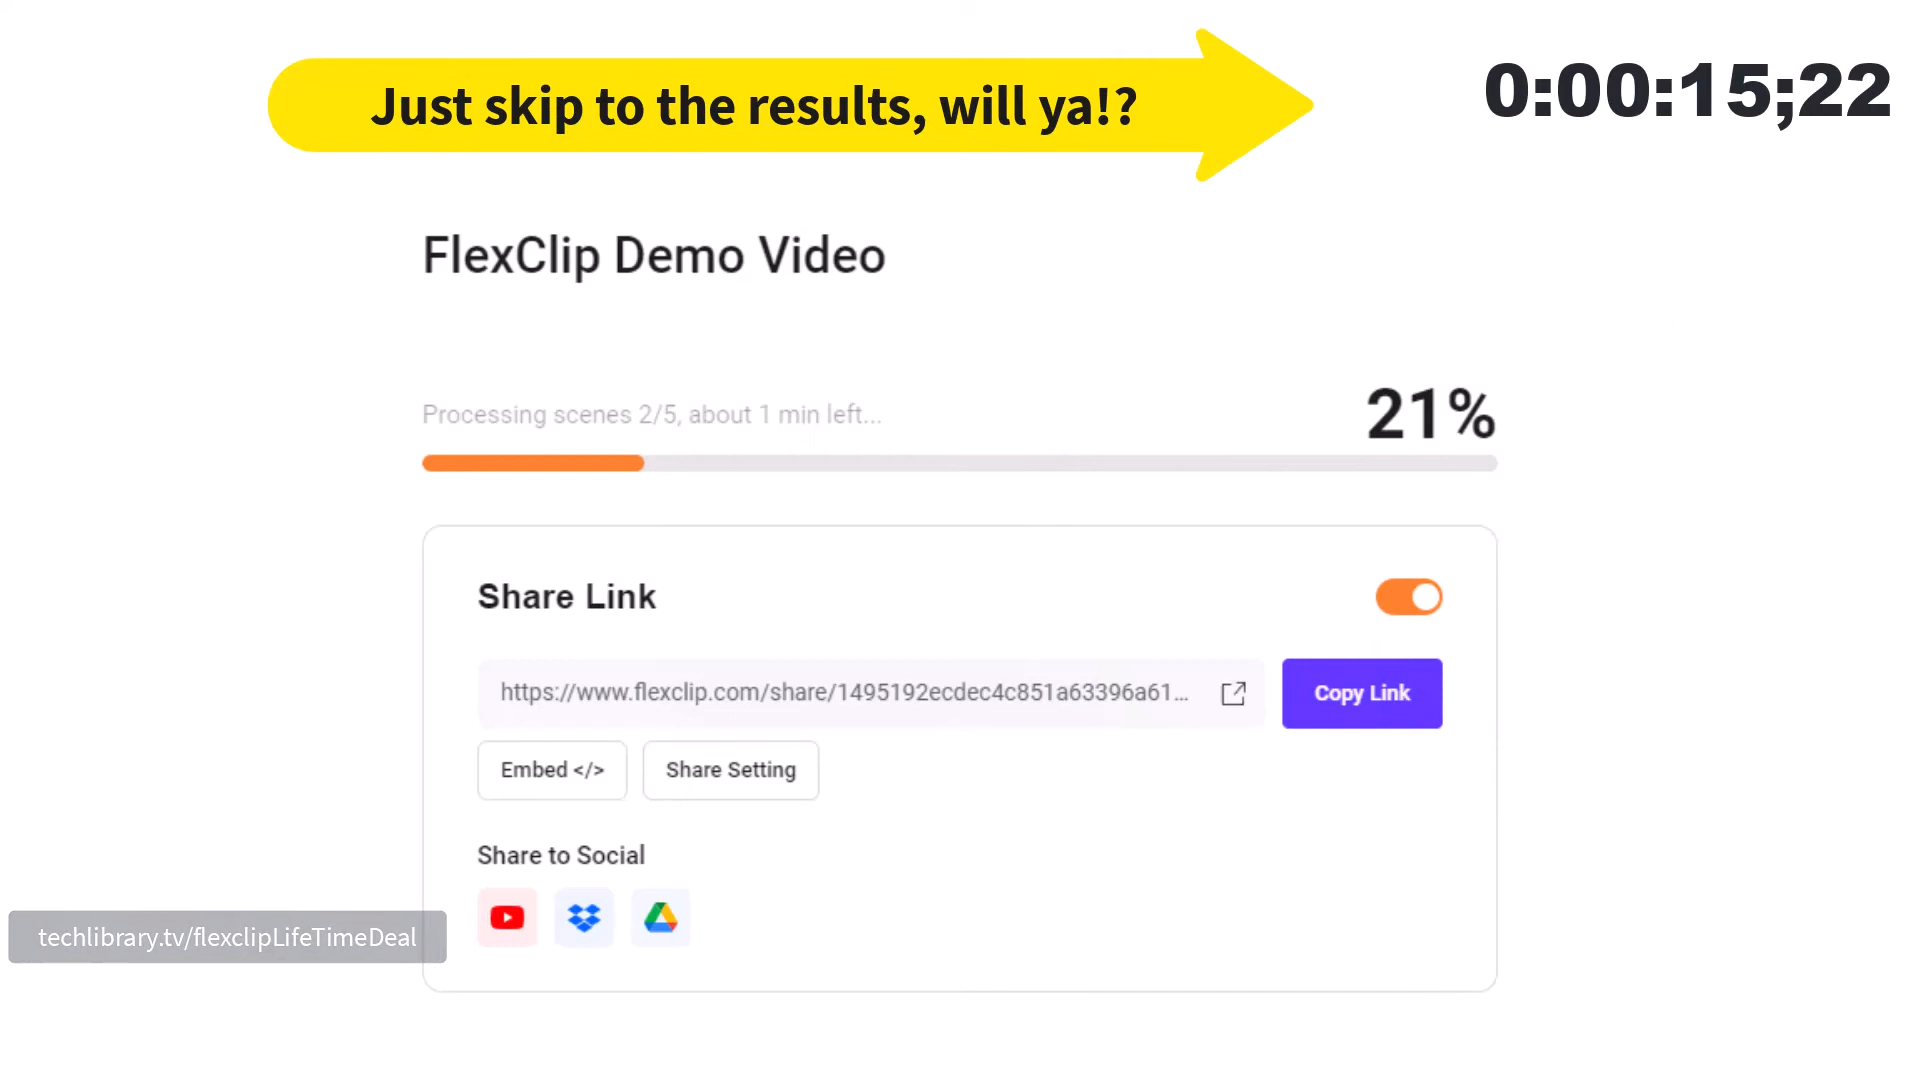 Just skip to the results, will ya!?
0:00:15;22
FlexClip Demo Video
Processing scenes 2/5, about 1 min left...
21%
Share Link
https://www.flexclip.com/share/1495192ecdec4c851a63396a61...
Copy Link
Embed </>
Share Setting
Share to Social
techlibrary.tv/flexclipLifeTimeDeal